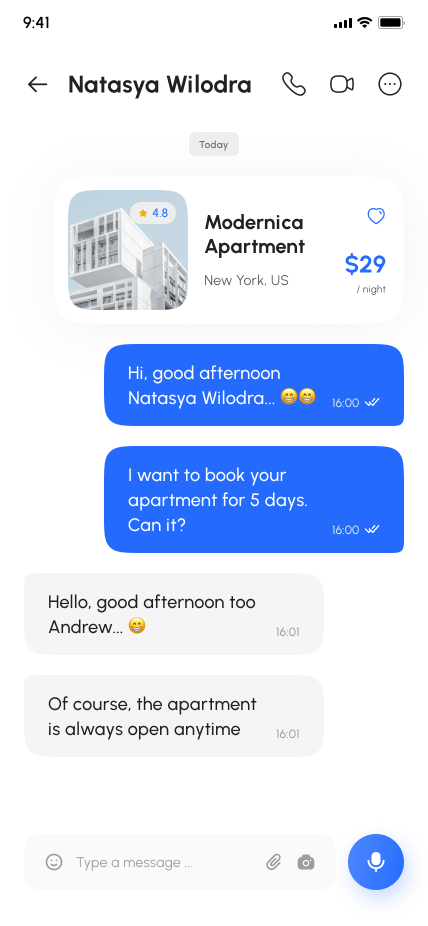 9:41
Natasya Wilodra
Today
4.8
Modernica
Apartment
New York, US
$29
/ night
Hi, good afternoon
Natasya Wilodra... 😁😁
16:00
I want to book your
apartment for 5 days.
Can it?
16:00
Hello, good afternoon too
Andrew... 😁
16:01
Of course, the apartment
is always open anytime
16:01
Type a message ...